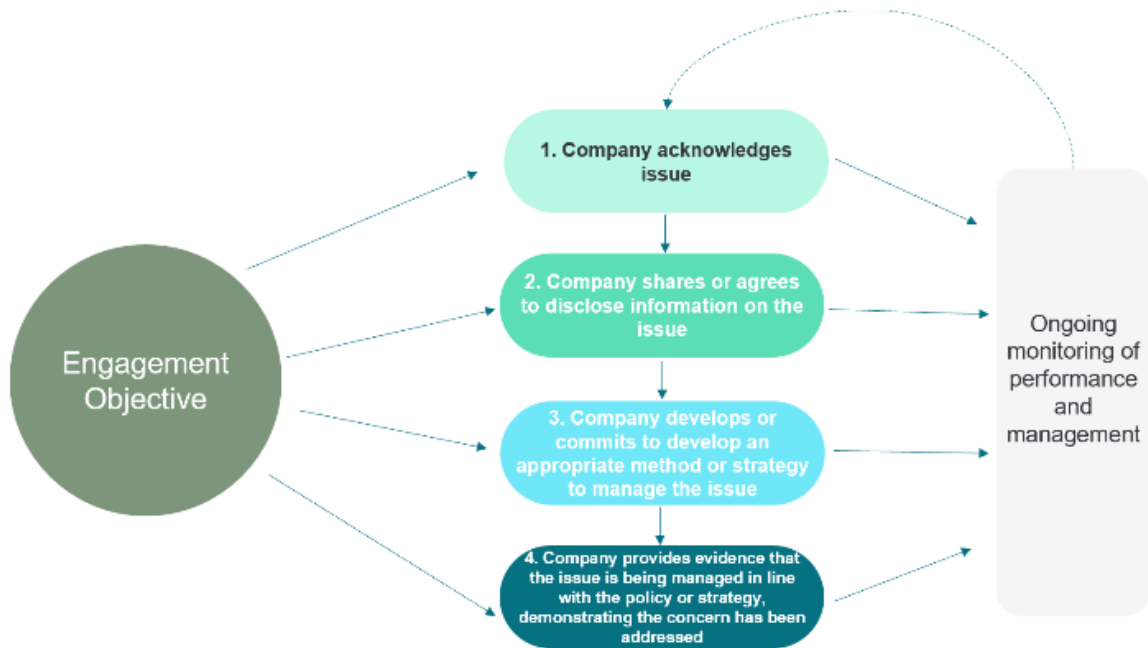 Engagement
Objective
1. Company acknowledges
issue
2. Company shares or agrees
to disclose information on the
issue
3. Company develops or
commits to develop an
appropriate method or strategy
to manage the issue
4. Company provides evidence that
the issue is being managed in line
with the policy or strategy,
demonstrating the concern has been
addressed
Ongoing
monitoring of
performance
and
management